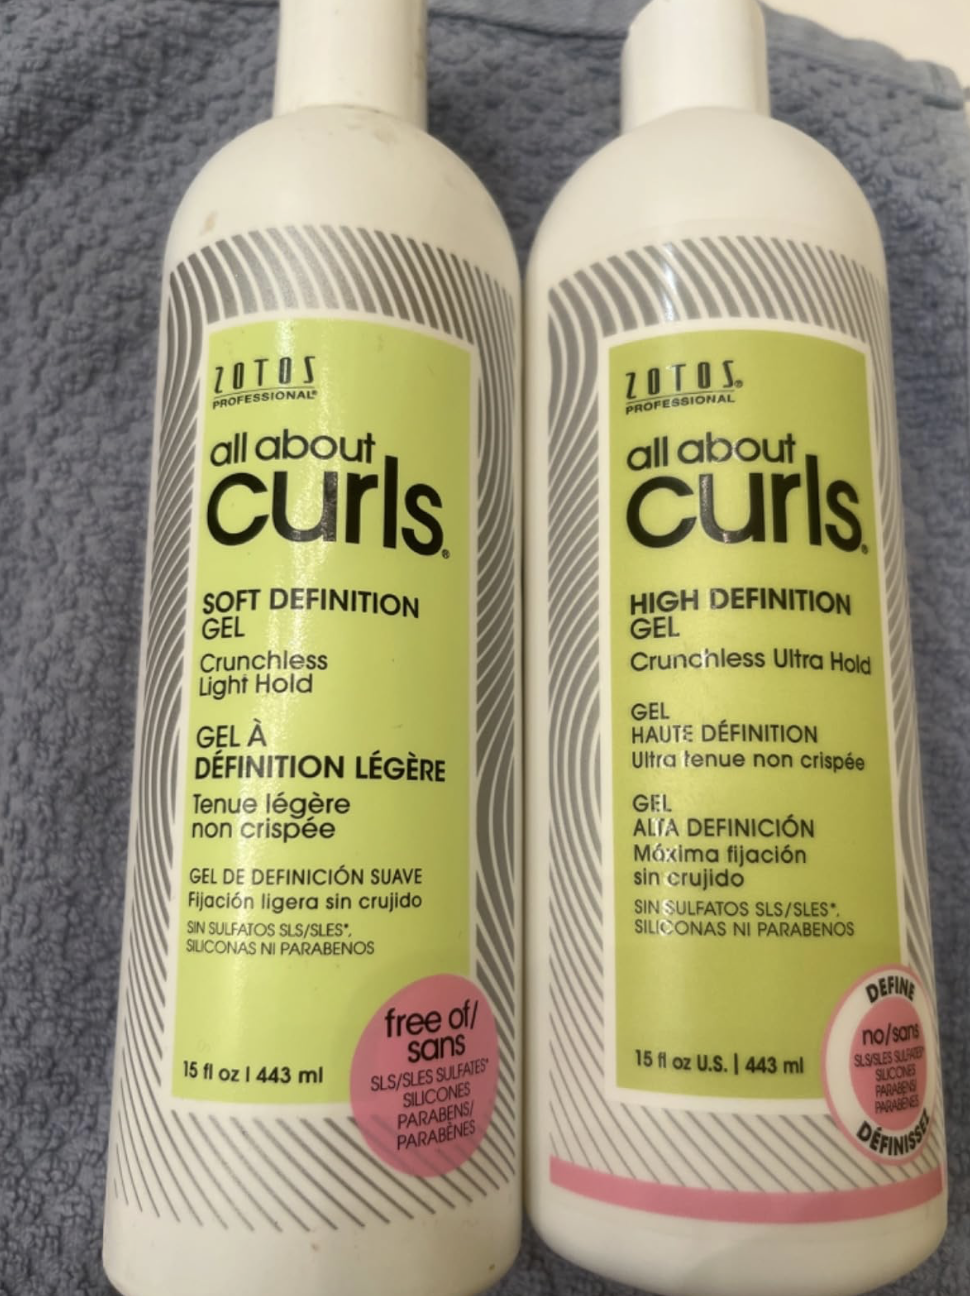 ZOTOS
PROFESSIONAL®
all about
curls®
SOFT DEFINITION
GEL
Crunchless
Light Hold
GEL À
DÉFINITION LÉGÈRE
Tenue légère
non crispée
GEL DE DEFINICIÓN SUAVE
Fijación ligera sin crujido
SIN SULFATOS SLS/SLES*,
SILICONAS NI PARABENOS
15 fl oz | 443 ml
free of/
sans
SLS/SLES SULFATES*
SILICONES
PARABENS/
PARABÈNES
ZOTOS®
PROFESSIONAL
all about
curls®
HIGH DEFINITION
GEL
Crunchless Ultra Hold
GEL
HAUTE DÉFINITION
Ultra tenue non crispée
GEL
ALTA DEFINICIÓN
Máxima fijación
sin crujido
SIN SULFATOS SLS/SLES*,
SILICONAS NI PARABENOS
15 fl oz U.S. | 443 ml
DEFINE
no/sans
SLS/SLES SULFATES*
SILICONES
PARABENS/
PARABÈNES
DÉFINISSEZ